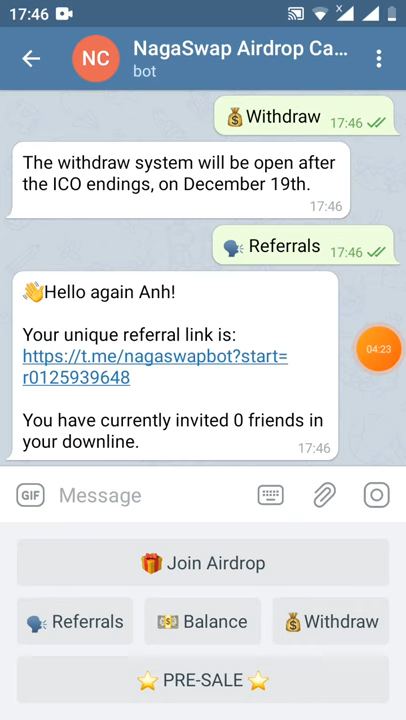 17:46
NC
NagaSwap Airdrop Ca...
bot
💰Withdraw 17:46
The withdraw system will be open after
the ICO endings, on December 19th.
17:46
🗣 Referrals 17:46
👋Hello again Anh!
Your unique referral link is:
https://t.me/nagaswapbot?start=
r0125939648
You have currently invited 0 friends in
your downline.
17:46
04:23
GIF Message
🎁 Join Airdrop
🗣 Referrals 💵 Balance 💰Withdraw
⭐ PRE-SALE ⭐